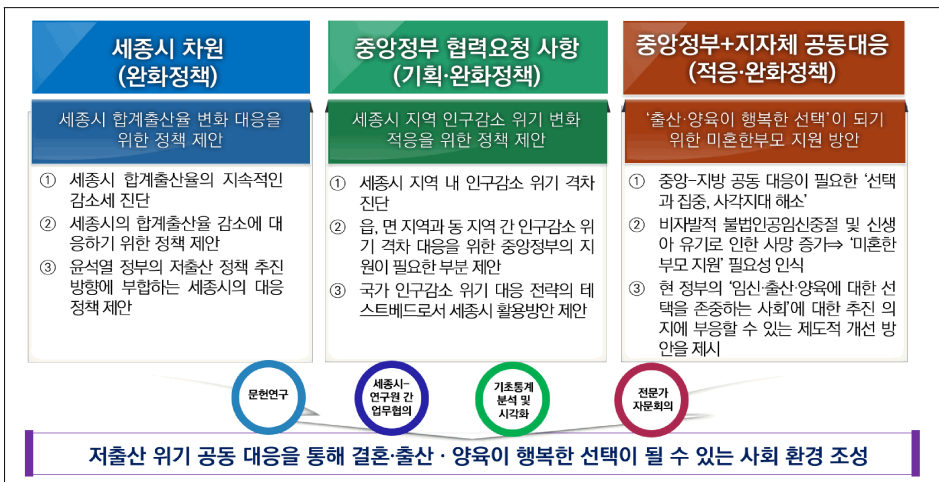 세종시 차원
(완화정책)
세종시 합계출산율 변화 대응을
위한 정책 제안
① 세종시 합계출산율의 지속적인
감소세 진단
② 세종시의 합계출산율 감소에 대
응하기 위한 정책 제안
③ 윤석열 정부의 저출산 정책 추진
방향에 부합하는 세종시의 대응
정책 제안
중앙정부 협력요청 사항
(기획·완화정책)
세종시 지역 인구감소 위기 변화
적응을 위한 정책 제안
① 세종시 지역 내 인구감소 위기 격차
진단
② 읍, 면 지역과 동 지역 간 인구감소 위
기 격차 대응을 위한 중앙정부의 지
원이 필요한 부분 제안
③ 국가 인구감소 위기 대응 전략의 테
스트베드로서 세종시 활용방안 제안
중앙정부+지자체 공동대응
(적응·완화정책)
‘출산·양육이 행복한 선택’이 되기
위한 미혼한부모 지원 방안
① 중앙-지방 공동 대응이 필요한 ‘선택
과 집중, 사각지대 해소’
② 비자발적 불법인공임신중절 및 신생
아 유기로 인한 사망 증가⇒ ‘미혼한
부모 지원’ 필요성 인식
③ 현 정부의 ‘임신·출산·양육에 대한 선
택을 존중하는 사회’에 대한 추진 의
지에 부응할 수 있는 제도적 개선 방
안을 제시
문헌연구
세종시-
연구원 간
업무협의
기초통계
분석 및
시각화
전문가
자문회의
저출산 위기 공동 대응을 통해 결혼·출산 · 양육이 행복한 선택이 될 수 있는 사회 환경 조성